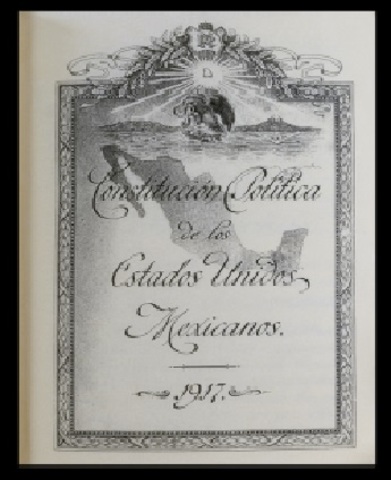 Constitución Política
de los
Estados Unidos
Mexicanos.
1917.